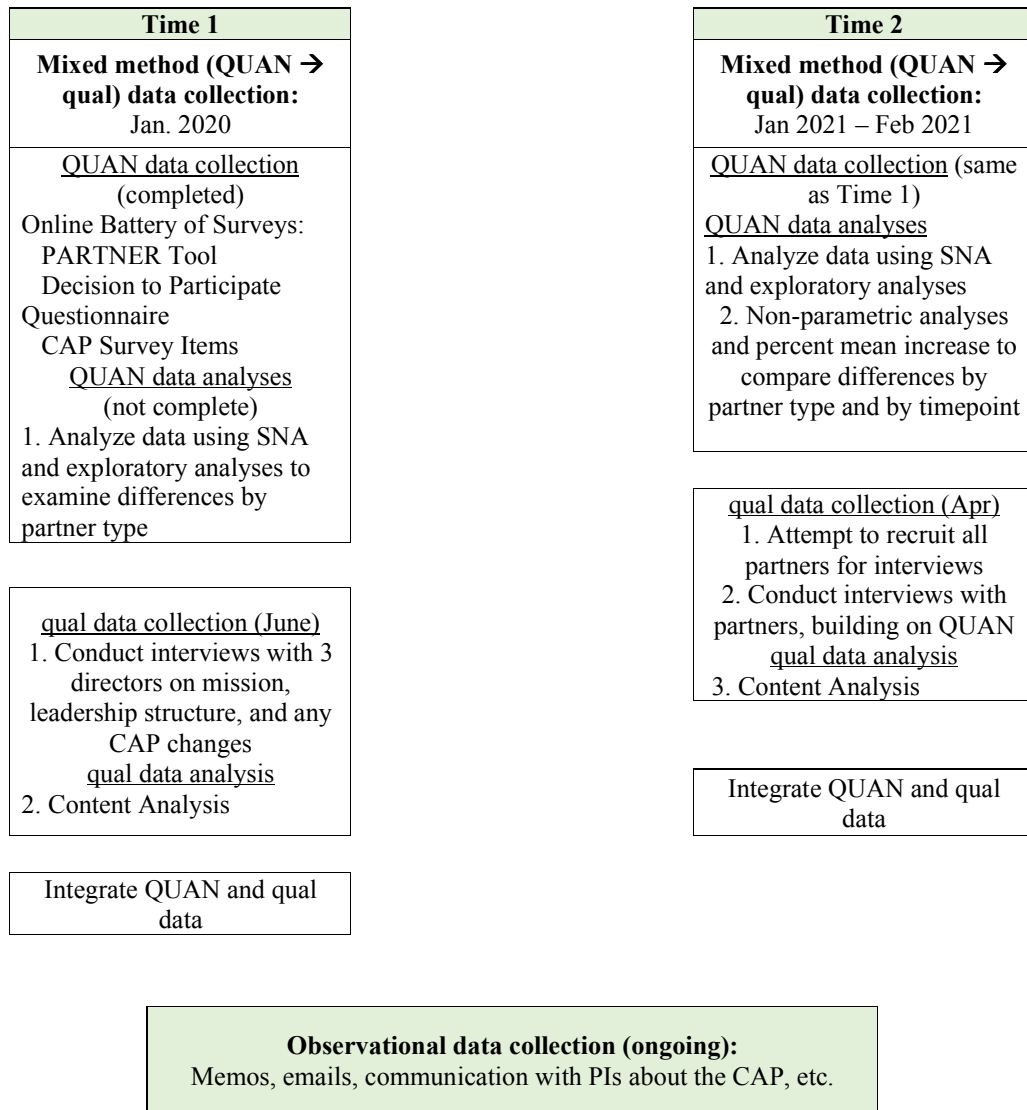 Time 1
Mixed method (QUAN →
qual) data collection:
Jan. 2020
QUAN data collection
(completed)
Online Battery of Surveys:
PARTNER Tool
Decision to Participate
Questionnaire
CAP Survey Items
QUAN data analyses
(not complete)
1. Analyze data using SNA
and exploratory analyses to
examine differences by
partner type
qual data collection (June)
1. Conduct interviews with 3
directors on mission,
leadership structure, and any
CAP changes
qual data analysis
2. Content Analysis
Integrate QUAN and qual
data
Time 2
Mixed method (QUAN →
qual) data collection:
Jan 2021 – Feb 2021
QUAN data collection (same
as Time 1)
QUAN data analyses
1. Analyze data using SNA
and exploratory analyses
2. Non-parametric analyses
and percent mean increase to
compare differences by
partner type and by timepoint
qual data collection (Apr)
1. Attempt to recruit all
partners for interviews
2. Conduct interviews with
partners, building on QUAN
qual data analysis
3. Content Analysis
Integrate QUAN and qual
data
Observational data collection (ongoing):
Memos, emails, communication with PIs about the CAP, etc.